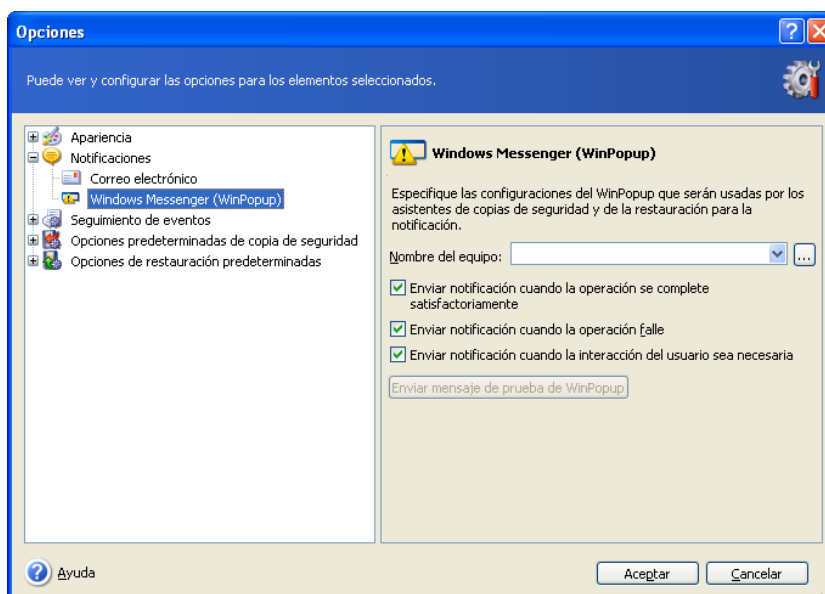 Opciones
Puede ver y configurar las opciones para los elementos seleccionados.
Apariencia
Notificaciones
Correo electrónico
Windows Messenger (WinPopup)
Seguimiento de eventos
Opciones predeterminadas de copia de seguridad
Opciones de restauración predeterminadas
Windows Messenger (WinPopup)
Especifique las configuraciones del WinPopup que serán usadas por los
asistentes de copias de seguridad y de la restauración para la
notificación.
Nombre del equipo:
...
Enviar notificación cuando la operación se complete
satisfactoriamente
Enviar notificación cuando la operación falle
Enviar notificación cuando la interacción del usuario sea necesaria
Enviar mensaje de prueba de WinPopup
Ayuda
Aceptar
Cancelar